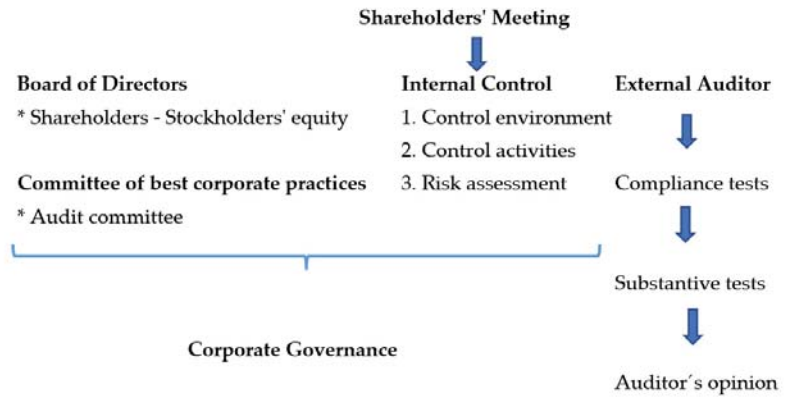 Shareholders' Meeting
Board of Directors
* Shareholders - Stockholders' equity
Committee of best corporate practices
* Audit committee
Internal Control
1. Control environment
2. Control activities
3. Risk assessment
Corporate Governance
External Auditor
Compliance tests
Substantive tests
Auditor´s opinion